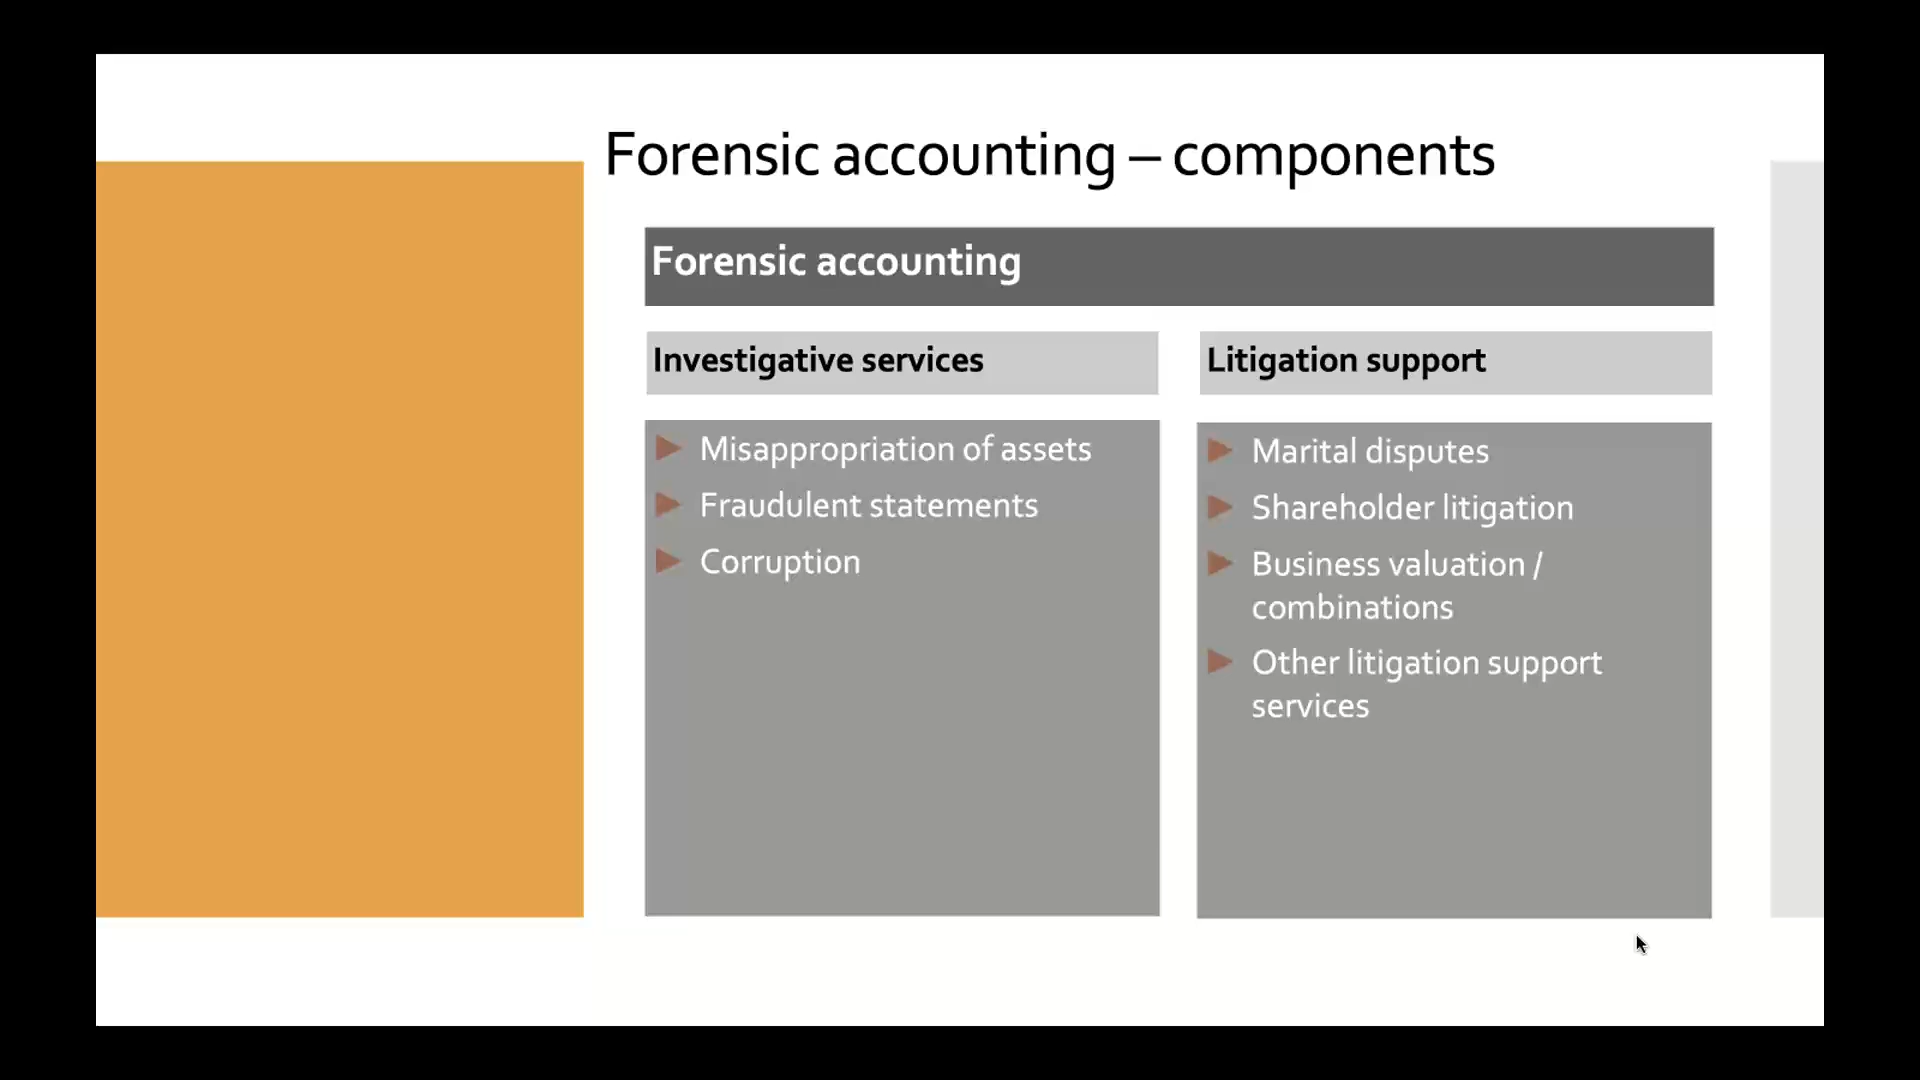 Forensic accounting – components
Forensic accounting
Investigative services
Misappropriation of assets
Fraudulent statements
Corruption
Litigation support
Marital disputes
Shareholder litigation
Business valuation /
combinations
Other litigation support
services